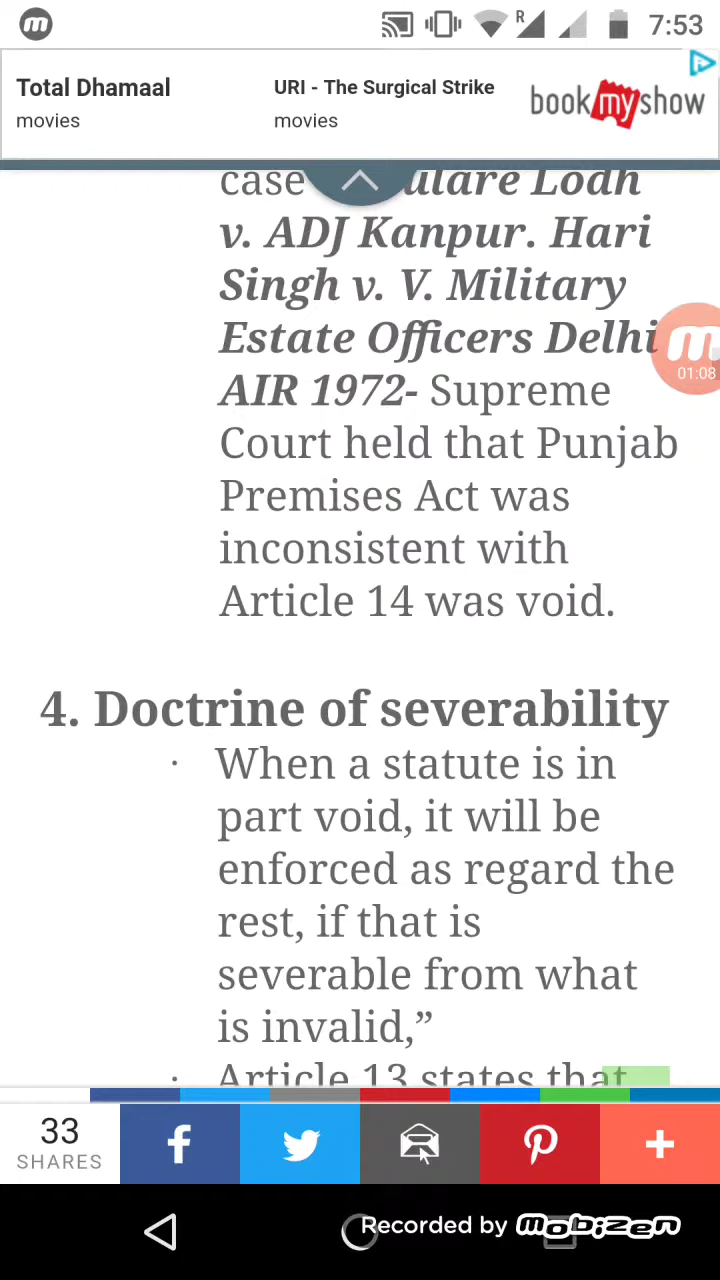 R 7:53
Total Dhamaal
movies
URI - The Surgical Strike
movies
bookmyshow
case
v. ADJ Kanpur. Hari
Singh v. V. Military
Estate Officers Delhi
01:08
AIR 1972- Supreme
Court held that Punjab
Premises Act was
inconsistent with
Article 14 was void.
4. Doctrine of severability
· When a statute is in
part void, it will be
enforced as regard the
rest, if that is
severable from what
is invalid,”
· Article 13 states that
33
SHARES
Recorded by mobizen